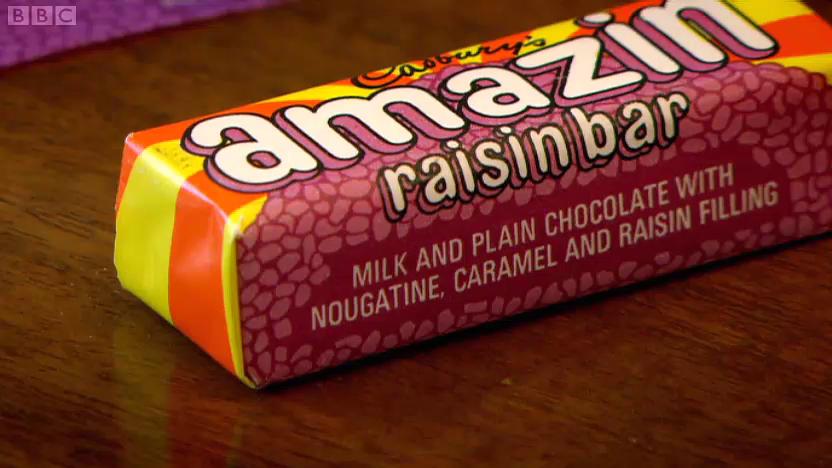 BBC
Cadbury's
amazin
raisin bar
MILK AND PLAIN CHOCOLATE WITH
NOUGATINE, CARAMEL AND RAISIN FILLING